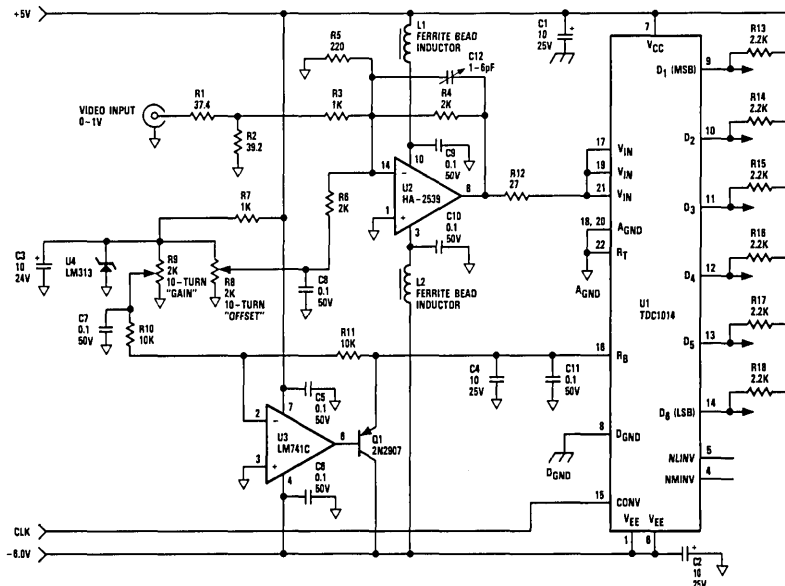 +5V
L1
FERRITE BEAD
INDUCTOR
R5
220
C12
1-6pF
C1
10
25V
7
VCC
R13
2.2K
9
D1 (MSB)
VIDEO INPUT
0~1V
R1
37.4
R3
1K
R4
2K
R2
39.2
R14
2.2K
10
D2
17
VIN
19
VIN
21
VIN
C9
0.1
50V
10
14
U2
HA-2539
8
R12
27
R15
2.2K
11
D3
R6
2K
1
3
C10
0.1
50V
18, 20
AGND
22
RT
AGND
R7
1K
C3
10
24V
U4
LM313
R9
2K
10-TURN
"GAIN"
R8
2K
10-TURN
"OFFSET"
C8
0.1
50V
L2
FERRITE BEAD
INDUCTOR
R16
2.2K
12
D4
U1
TDC1014
C7
0.1
50V
R10
10K
R11
10K
R17
2.2K
13
D5
16
RB
C4
10
25V
C11
0.1
50V
R18
2.2K
14
D6 (LSB)
2
7
C5
0.1
50V
U3
LM741C
6
Q1
2N2907
3
4
C6
0.1
50V
8
DGND
DGND
NLINV
5
NMINV
4
15
CONV
CLK
-6.0V
VEE
VEE
1
6
C2
10
25V